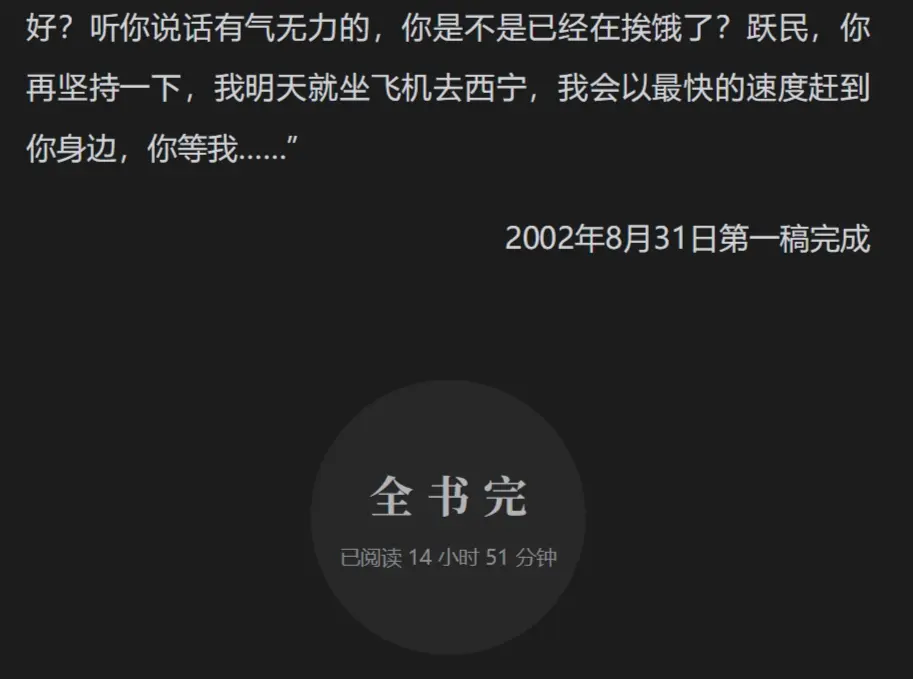 好？听你说话有气无力的，你是不是已经在挨饿了？跃民，你
再坚持一下，我明天就坐飞机去西宁，我会以最快的速度赶到
你身边，你等我……”
2002年8月31日第一稿完成
全书完
已阅读 14 小时 51 分钟